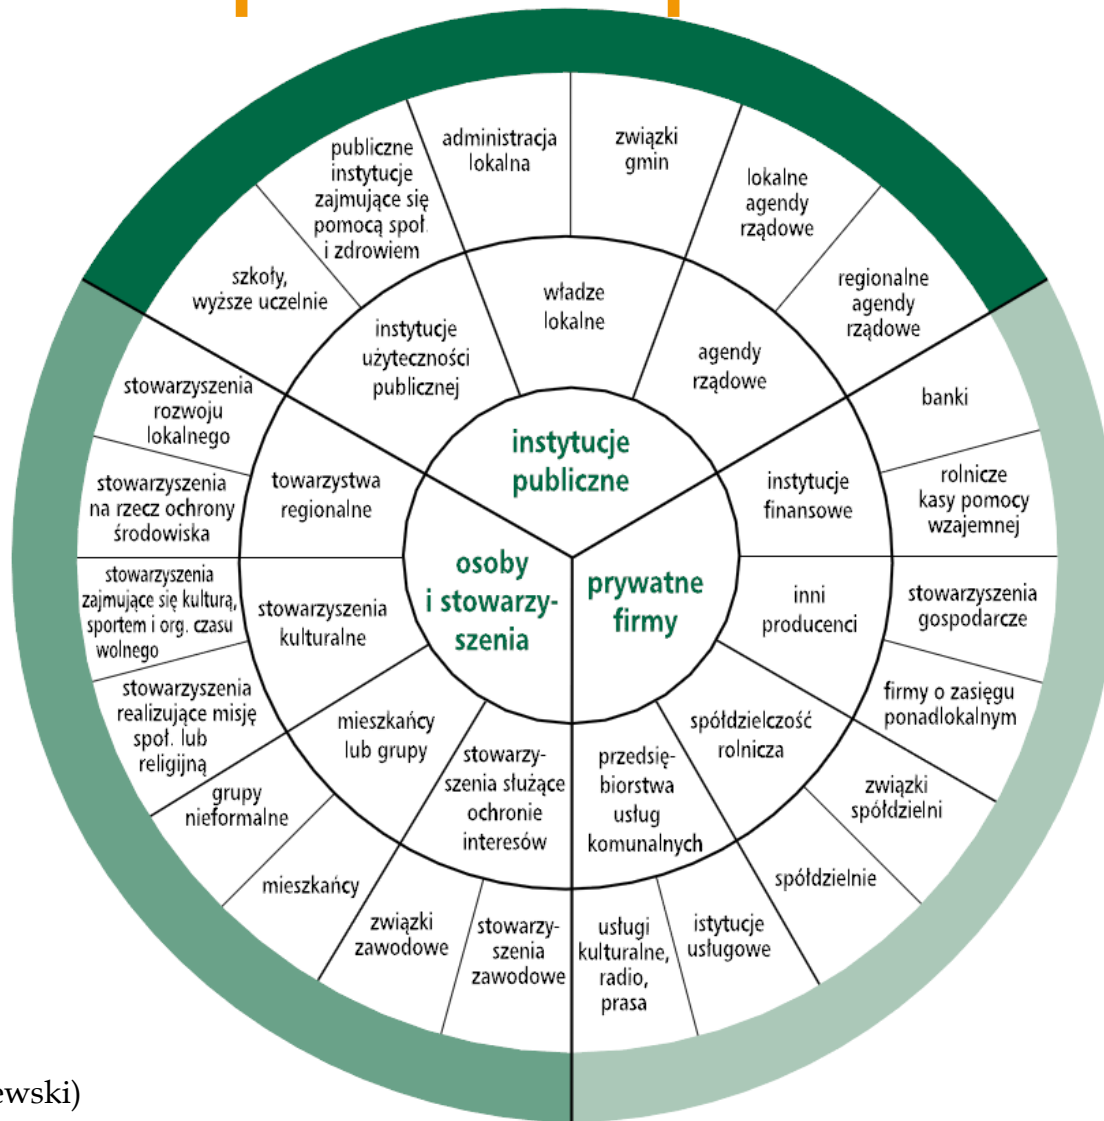 administracja
lokalna
związki
gmin
publiczne
instytucje
zajmujące się
pomocą społ.
i zdrowiem
lokalne
agendy
rządowe
szkoły,
wyższe uczelnie
regionalne
agendy
rządowe
władze
lokalne
instytucje
użyteczności
publicznej
agendy
rządowe
stowarzyszenia
rozwoju
lokalnego
banki
instytucje
publiczne
stowarzyszenia
na rzecz ochrony
środowiska
towarzystwa
regionalne
instytucje
finansowe
rolnicze
kasy pomocy
wzajemnej
osoby
i stowarzy-
szenia
prywatne
firmy
stowarzyszenia
zajmujące się kulturą,
sportem i org. czasu
wolnego
stowarzyszenia
kulturalne
inni
producenci
stowarzyszenia
gospodarcze
stowarzyszenia
realizujące misję
społ. lub
religijną
firmy o zasięgu
ponadlokalnym
mieszkańcy
lub grupy
stowarzy-
szenia służące
ochronie
interesów
przedsię-
biorstwa
usług
komunalnych
spółdzielczość
rolnicza
grupy
nieformalne
związki
spółdzielni
mieszkańcy
spółdzielnie
związki
zawodowe
stowarzy-
szenia
zawodowe
usługi
kulturalne,
radio,
prasa
istytucje
usługowe
ewski)